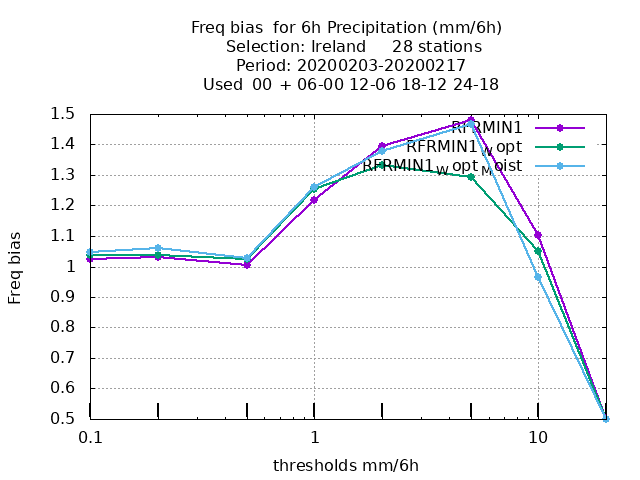 Freq bias for 6h Precipitation (mm/6h)
Selection: Ireland 28 stations
Period: 20200203-20200217
Used 00 + 06-00 12-06 18-12 24-18
1.5
1.4
1.3
1.2
1.1
1
0.9
0.8
0.7
0.6
0.5
Freq bias
RFRMIN1
RFRMIN1_W opt
RFRMIN1_W opt_M oist
0.1
1
10
thresholds mm/6h